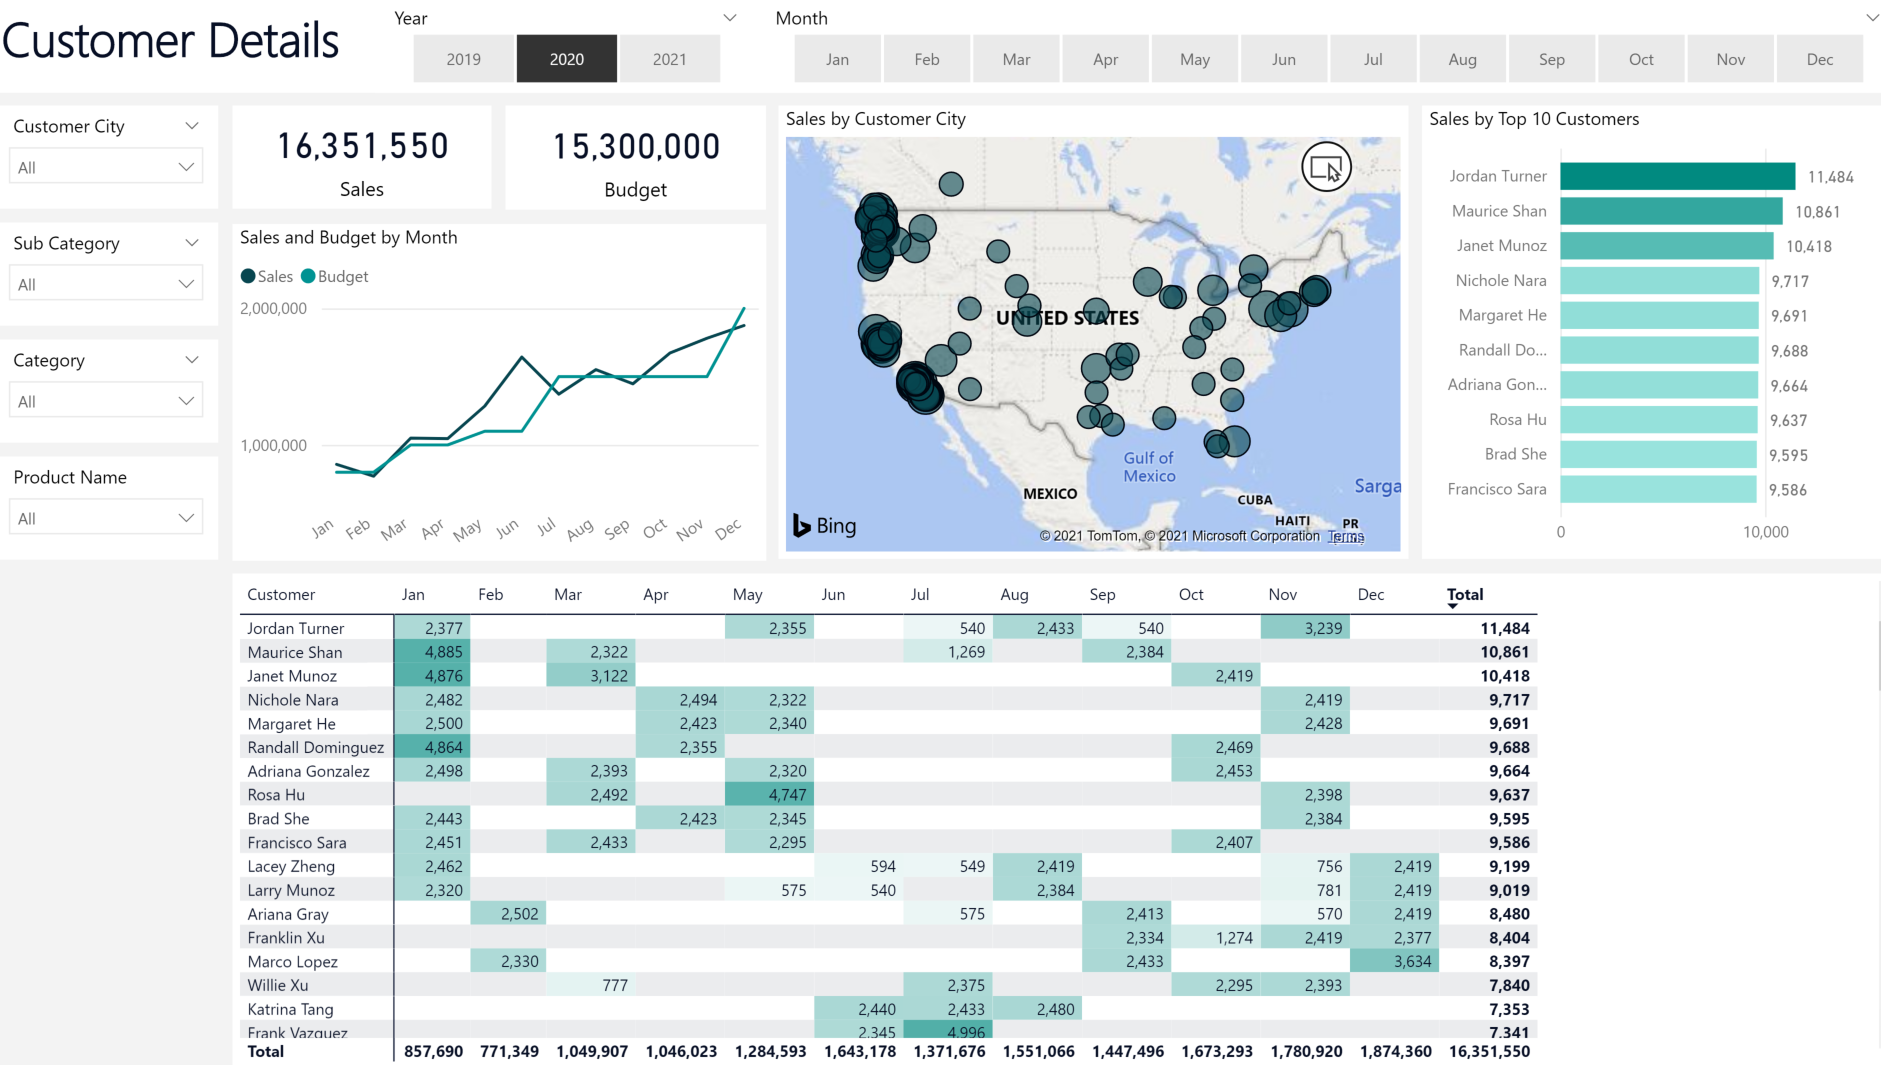 Customer Details
Year
2019 2020 2021
Month
Jan Feb Mar Apr May Jun Jul Aug Sep Oct Nov Dec
Customer City
All
Sub Category
All
Category
All
Product Name
All
16,351,550
Sales
15,300,000
Budget
Sales and Budget by Month
Sales Budget
2,000,000
1,000,000
Jan Feb Mar Apr May Jun Jul Aug Sep Oct Nov Dec
Sales by Customer City
UNITED STATES
Gulf of
Mexico
MEXICO
CUBA
Sarga
HAITI
PR
Bing
© 2021 TomTom, © 2021 Microsoft Corporation Terms
Sales by Top 10 Customers
Jordan Turner 11,484
Maurice Shan 10,861
Janet Munoz 10,418
Nichole Nara 9,717
Margaret He 9,691
Randall Do... 9,688
Adriana Gon... 9,664
Rosa Hu 9,637
Brad She 9,595
Francisco Sara 9,586
0 10,000
Customer Jan Feb Mar Apr May Jun Jul Aug Sep Oct Nov Dec Total
Jordan Turner 2,377 2,355 540 2,433 540 3,239 11,484
Maurice Shan 4,885 2,322 1,269 2,384 10,861
Janet Munoz 4,876 3,122 2,419 10,418
Nichole Nara 2,482 2,494 2,322 2,419 9,717
Margaret He 2,500 2,423 2,340 2,428 9,691
Randall Dominguez 4,864 2,355 2,469 9,688
Adriana Gonzalez 2,498 2,393 2,320 2,453 9,664
Rosa Hu 2,492 4,747 2,398 9,637
Brad She 2,443 2,423 2,345 2,384 9,595
Francisco Sara 2,451 2,433 2,295 2,407 9,586
Lacey Zheng 2,462 594 549 2,419 756 2,419 9,199
Larry Munoz 2,320 575 540 2,384 781 2,419 9,019
Ariana Gray 2,502 575 2,413 570 2,419 8,480
Franklin Xu 2,334 1,274 2,419 2,377 8,404
Marco Lopez 2,330 2,433 3,634 8,397
Willie Xu 777 2,375 2,295 2,393 7,840
Katrina Tang 2,440 2,433 2,480 7,353
Frank Vazquez 2,345 4,996 7,341
Total 857,690 771,349 1,049,907 1,046,023 1,284,593 1,643,178 1,371,676 1,551,066 1,447,496 1,673,293 1,780,920 1,874,360 16,351,550